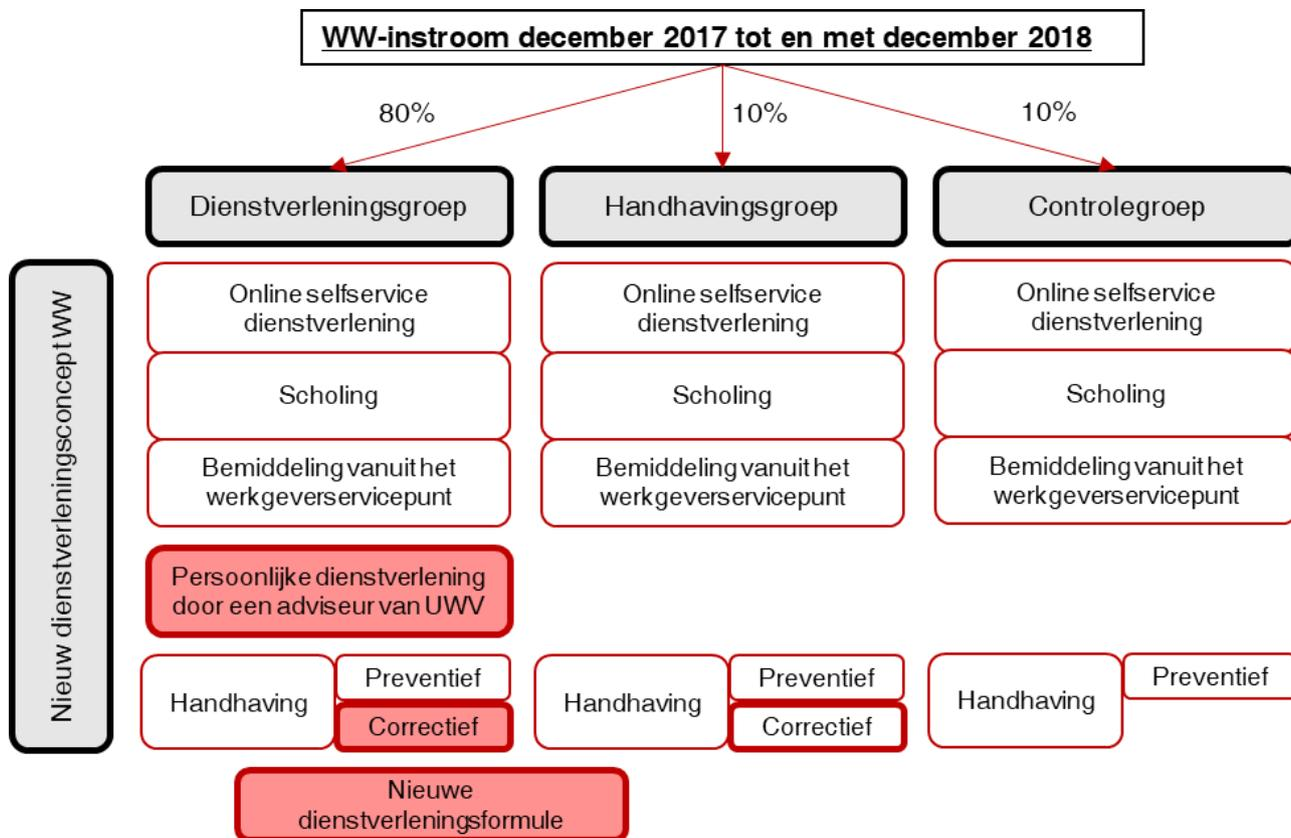 WW-instroom december 2017 tot en met december 2018
80%
10%
10%
Dienstverleningsgroep
Handhavingsgroep
Controlegroep
Nieuw dienstverleningsconcept WW
Online selfservice
dienstverlening
Online selfservice
dienstverlening
Online selfservice
dienstverlening
Scholing
Scholing
Scholing
Bemiddeling vanuit het
werkgeverservicepunt
Bemiddeling vanuit het
werkgeverservicepunt
Bemiddeling vanuit het
werkgeverservicepunt
Persoonlijke dienstverlening
door een adviseur van UWV
Handhaving
Preventief
Correctief
Handhaving
Preventief
Correctief
Handhaving
Preventief
Nieuwe
dienstverleningsformule